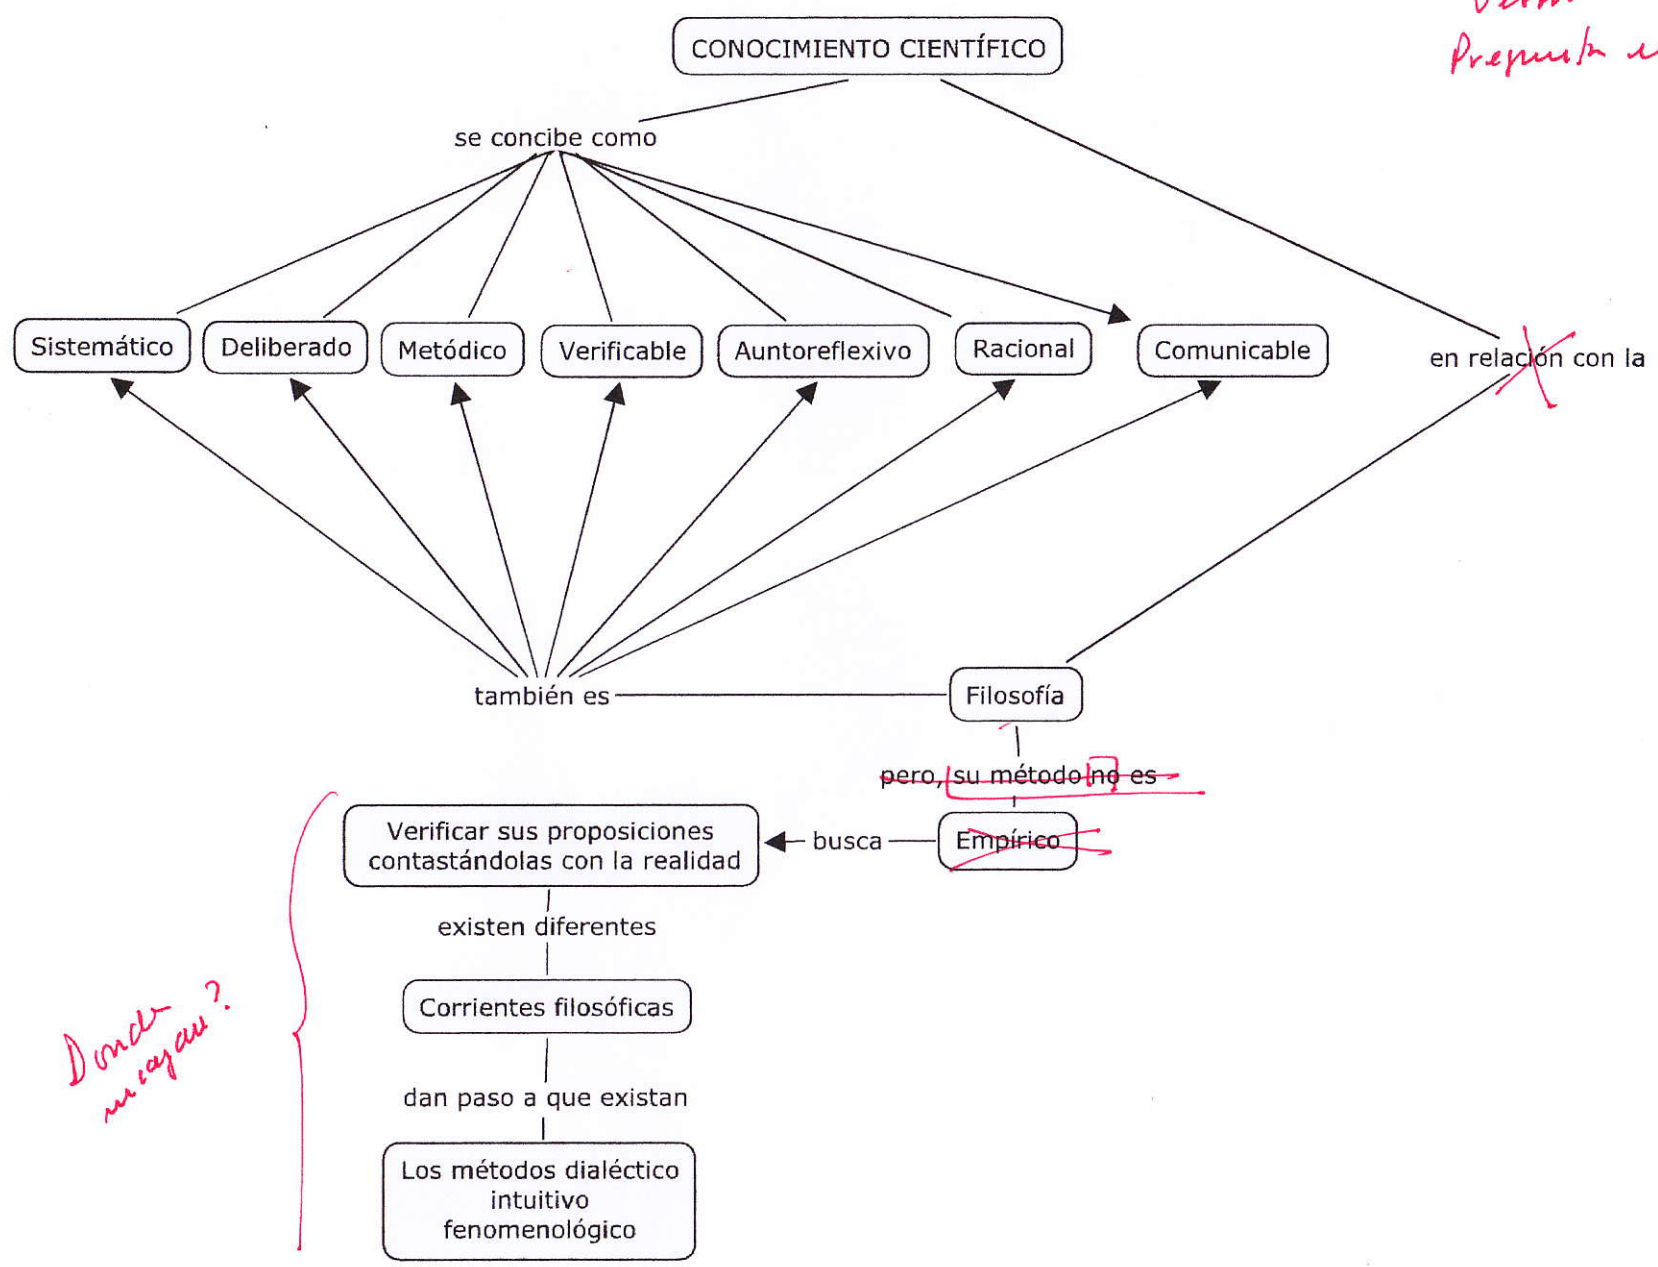 CONOCIMIENTO CIENTÍFICO
se concibe como
Sistemático
Deliberado
Metódico
Verificable
Auntoreflexivo
Racional
Comunicable
en relación con la
también es
Filosofía
pero, su método no es
Empírico
busca
Verificar sus proposiciones
contastándolas con la realidad
existen diferentes
Corrientes filosóficas
dan paso a que existan
Los métodos dialéctico
intuitivo
fenomenológico
Donde